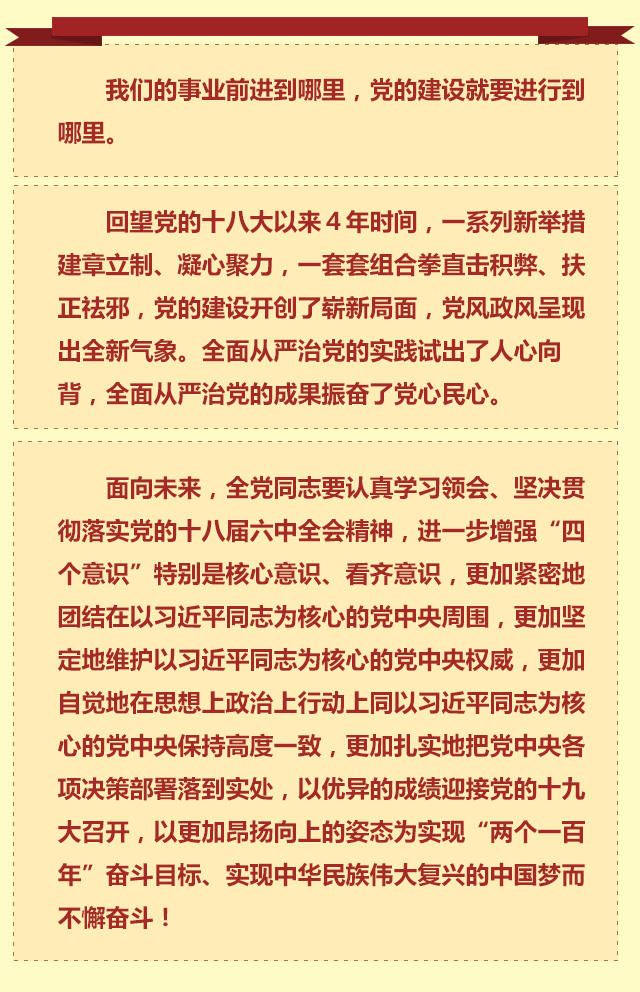 我们的事业前进到哪里，党的建设就要进行到
哪里。
回望党的十八大以来４年时间，一系列新举措
建章立制、凝心聚力，一套套组合拳直击积弊、扶
正祛邪，党的建设开创了崭新局面，党风政风呈现
出全新气象。全面从严治党的实践试出了人心向
背，全面从严治党的成果振奋了党心民心。
面向未来，全党同志要认真学习领会、坚决贯
彻落实党的十八届六中全会精神，进一步增强“四
个意识”特别是核心意识、看齐意识，更加紧密地
团结在以习近平同志为核心的党中央周围，更加坚
定地维护以习近平同志为核心的党中央权威，更加
自觉地在思想上政治上行动上同以习近平同志为核
心的党中央保持高度一致，更加扎实地把党中央各
项决策部署落到实处，以优异的成绩迎接党的十九
大召开，以更加昂扬向上的姿态为实现“两个一百
年”奋斗目标、实现中华民族伟大复兴的中国梦而
不懈奋斗！